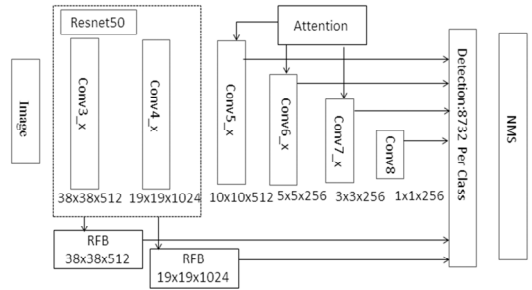 Resnet50
Attention
Image
Conv3_x
Conv4_x
Conv5_x
Conv6_x
Conv7_x
Conv8
Detection:8732 Per Class
NMS
38x38x512
19x19x1024
10x10x512
5x5x256
3x3x256
1x1x256
RFB
38x38x512
RFB
19x19x1024